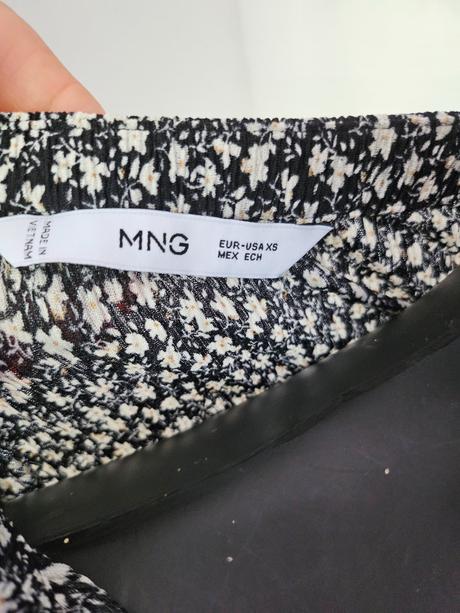 MADE IN
VIETNAM
MNG
EUR-USA XS
MEX ECH